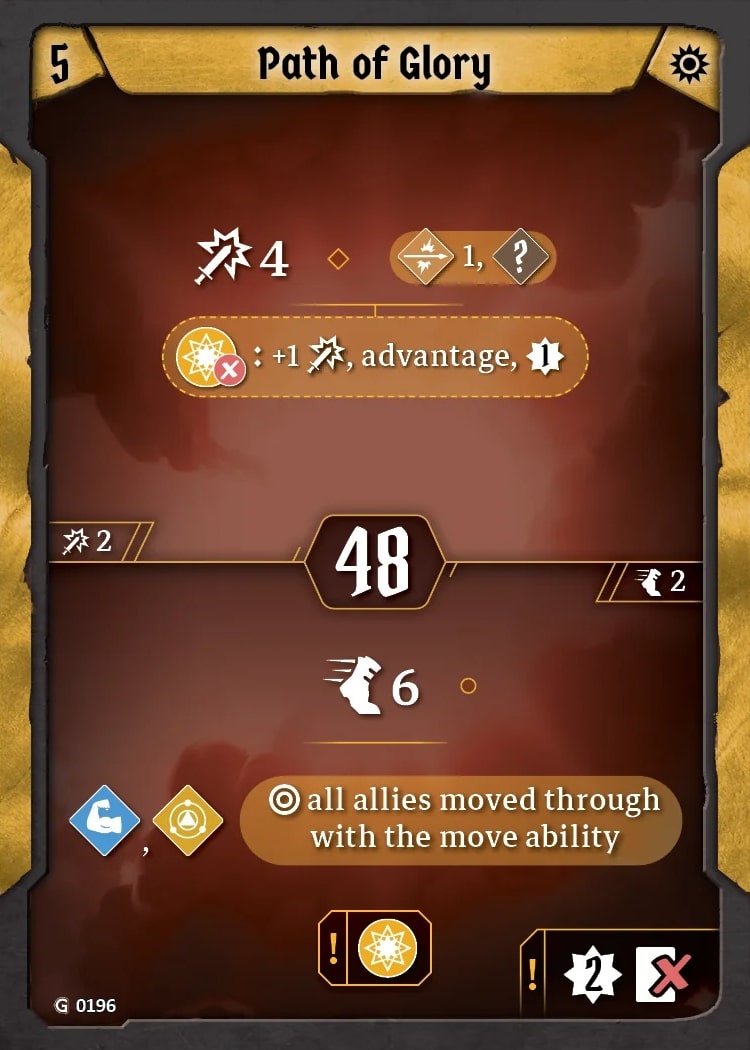 5 Path of Glory
4 1, ?
: +1 , advantage, 1
2
48
2
6
all allies moved through
,
with the move ability
!
! 2
G 0196